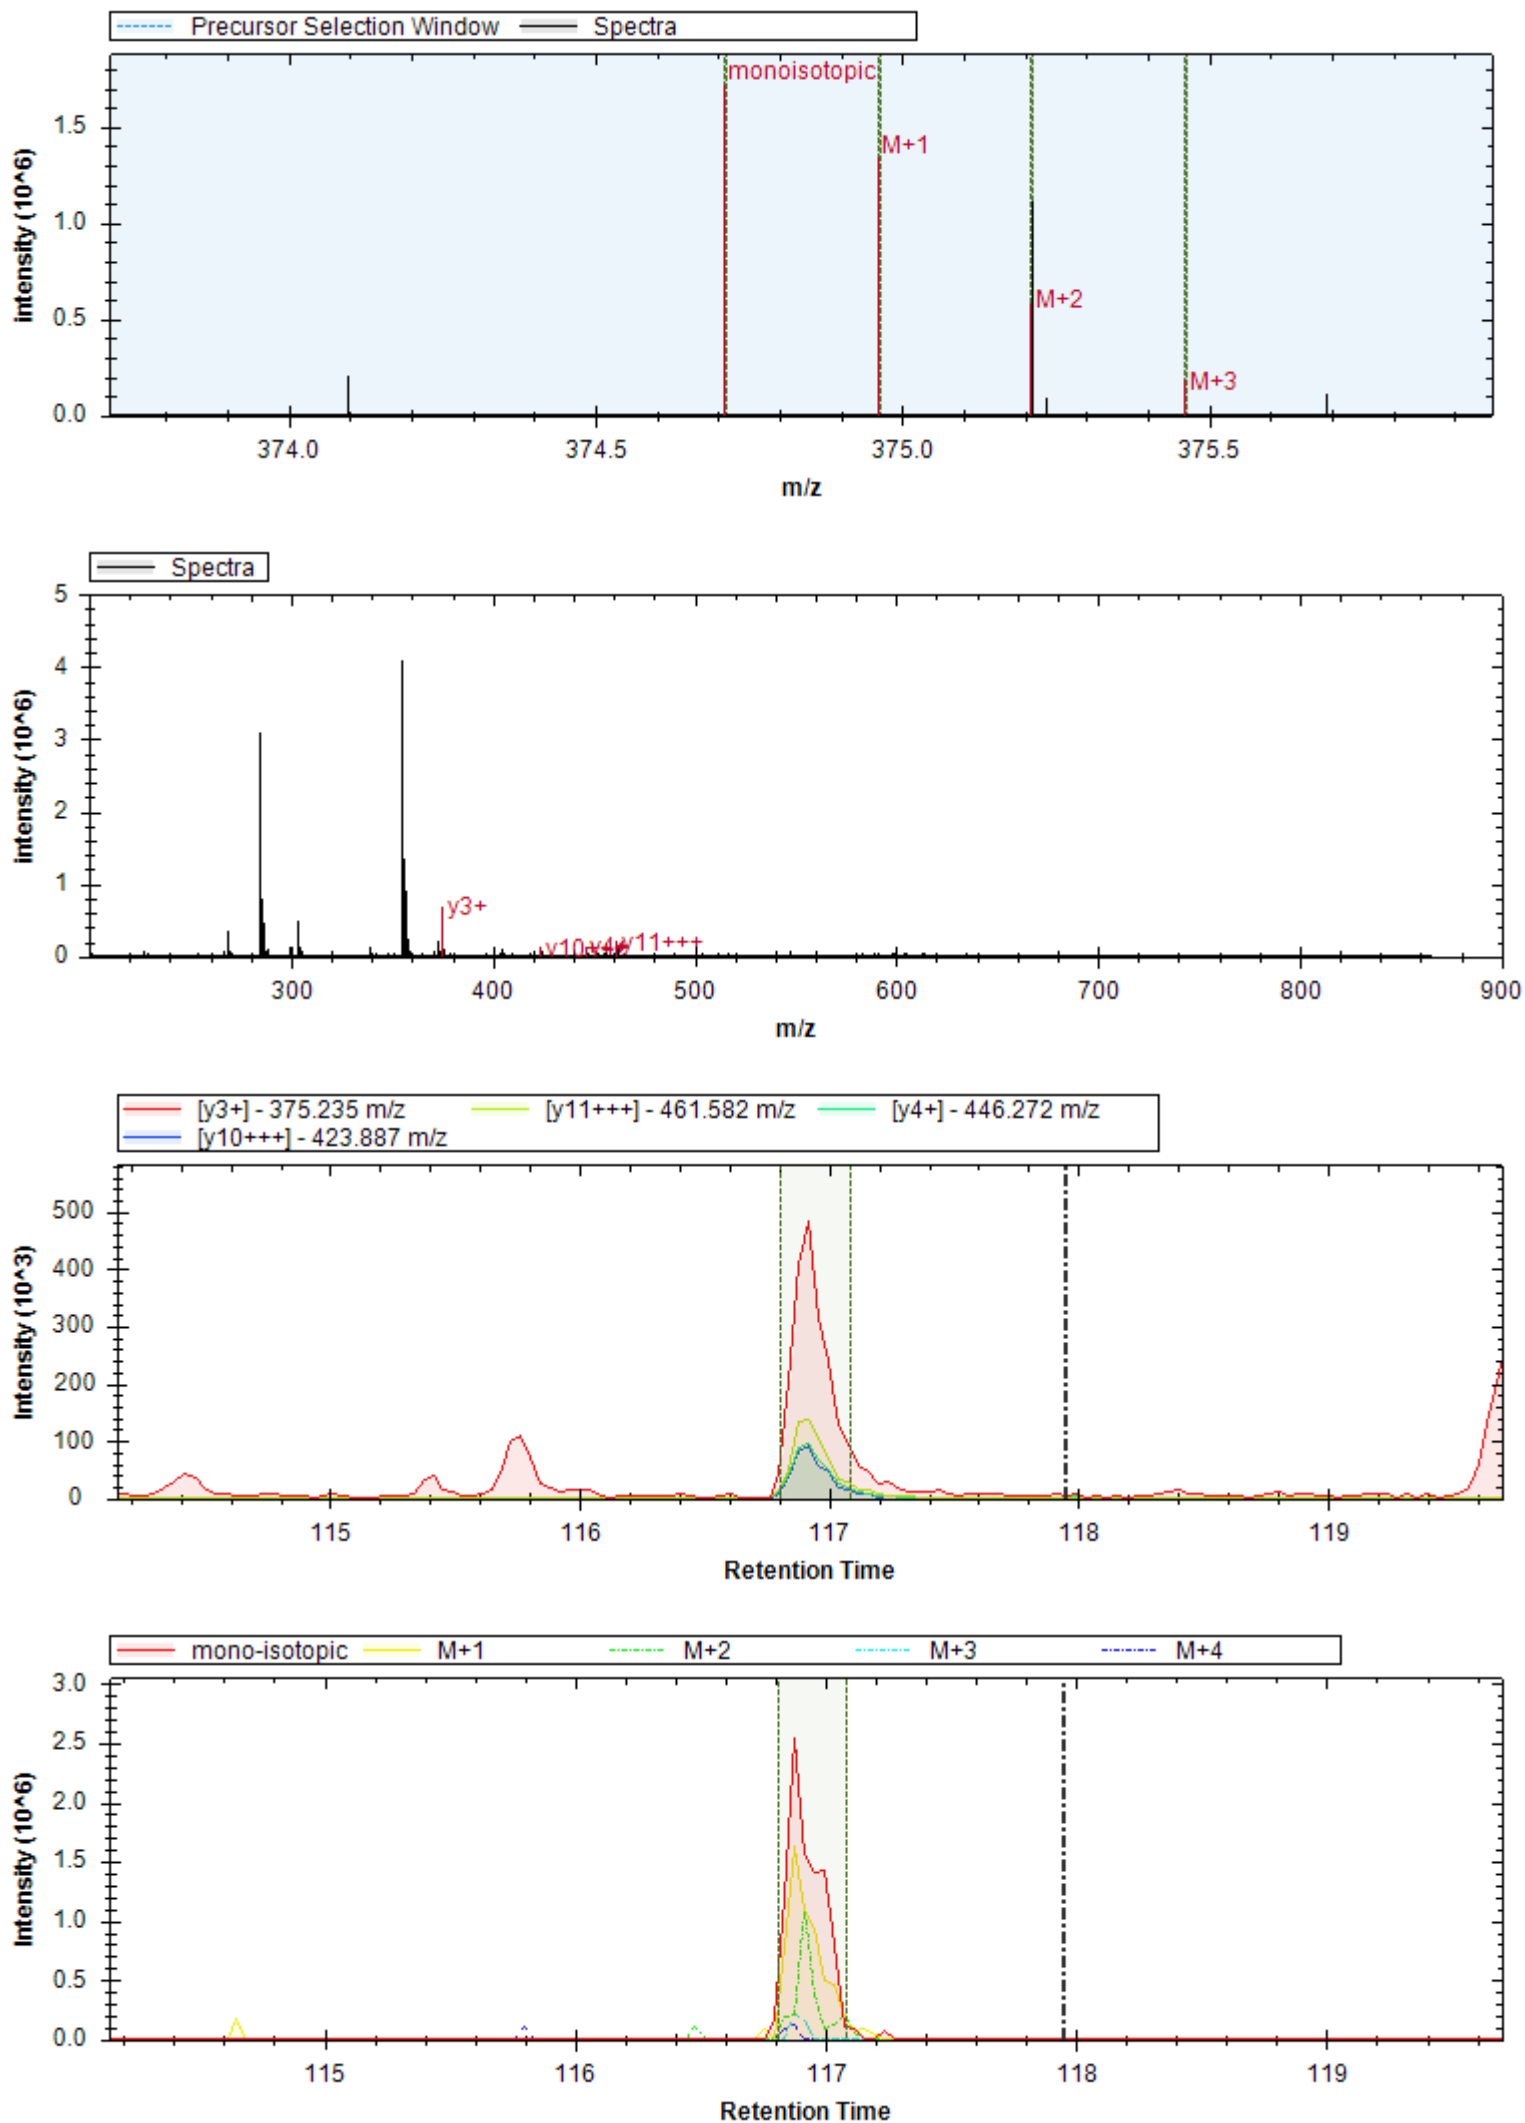 Precursor Selection Window Spectra
monoisotopic
M+1
M+2
M+3
intensity (10^6)
1.5
1.0
0.5
0.0
374.0 374.5 375.0 375.5
m/z
Spectra
intensity (10^6)
5
4
3
2
1
0
y3+
y11+++
300 400 500 600 700 800 900
m/z
[y3+] - 375.235 m/z [y11+++] - 461.582 m/z [y4+] - 446.272 m/z
[y10+++] - 423.887 m/z
Intensity (10^3)
500
400
300
200
100
0
115 116 117 118 119
Retention Time
mono-isotopic M+1 M+2 M+3 M+4
Intensity (10^6)
3.0
2.5
2.0
1.5
1.0
0.5
0.0
115 116 117 118 119
Retention Time